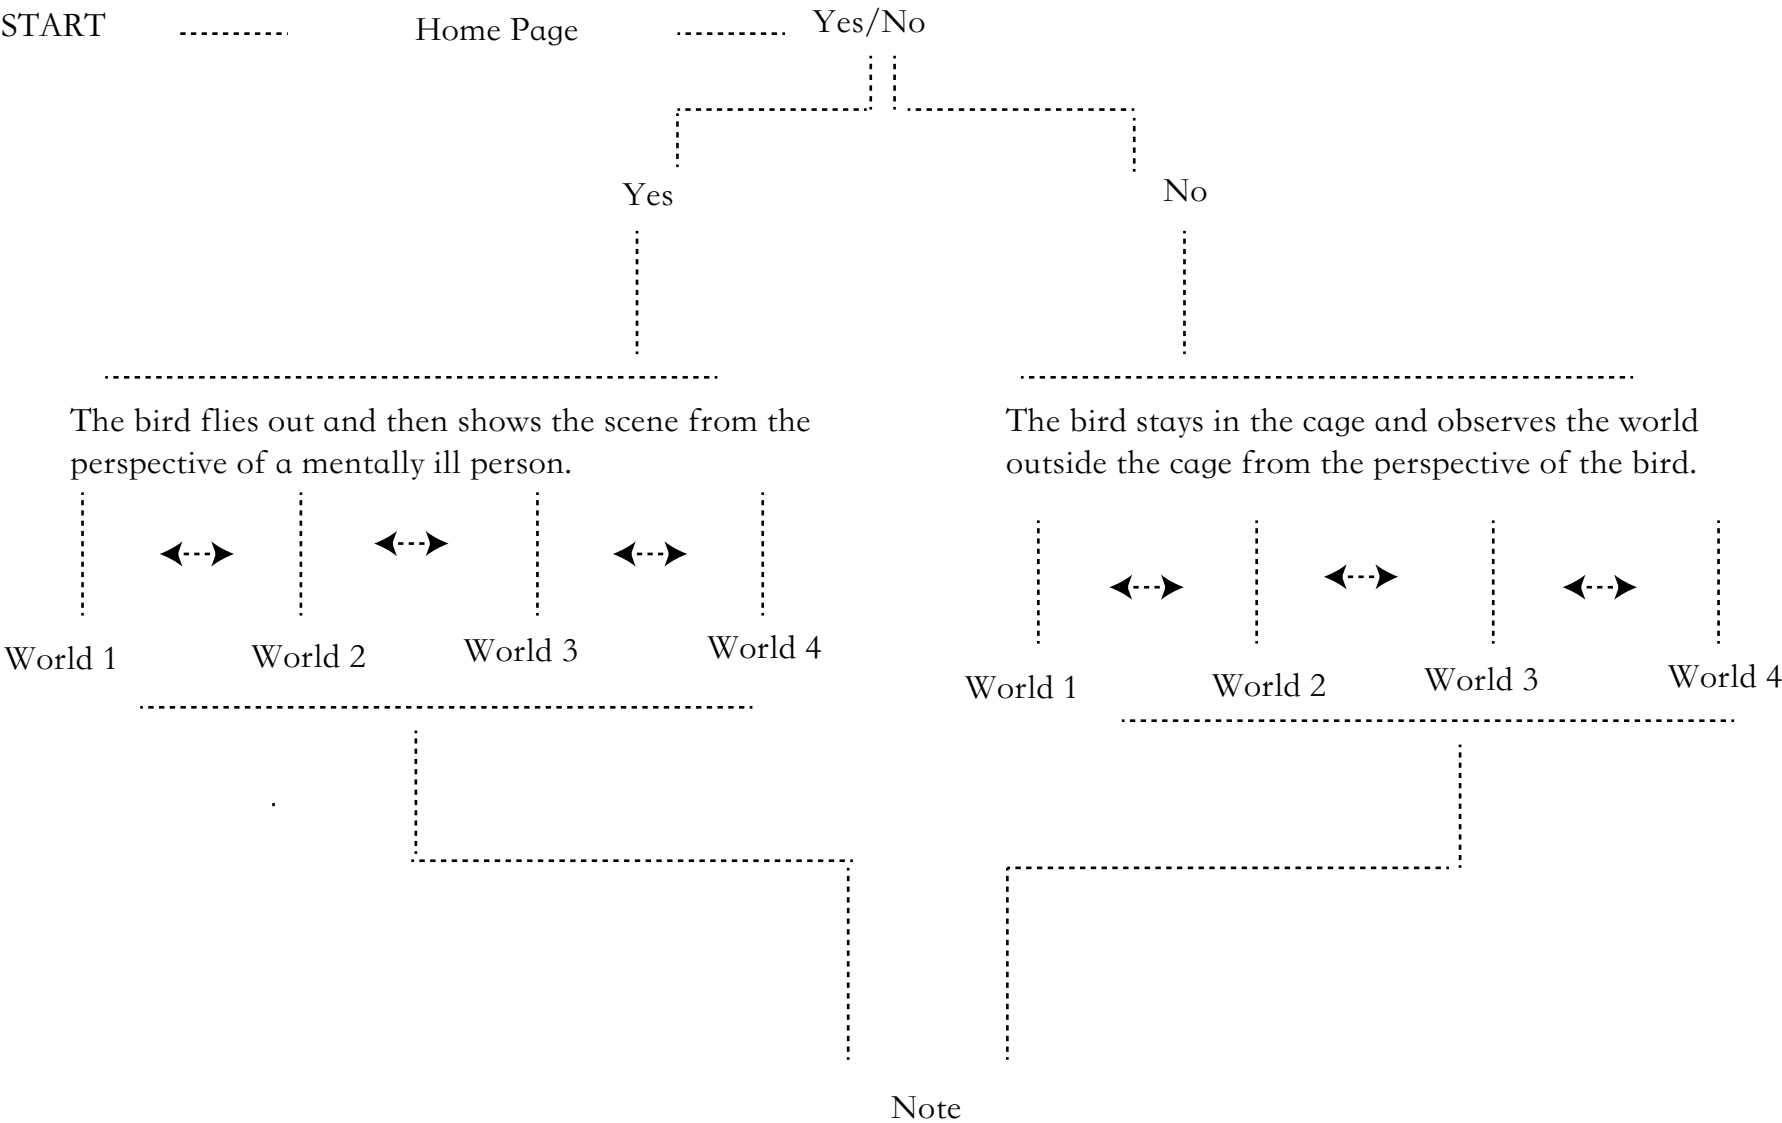 START
Home Page
Yes/No
Yes
No
The bird flies out and then shows the scene from the
perspective of a mentally ill person.
World 1
World 2
World 3
World 4
The bird stays in the cage and observes the world
outside the cage from the perspective of the bird.
World 1
World 2
World 3
World 4
Note